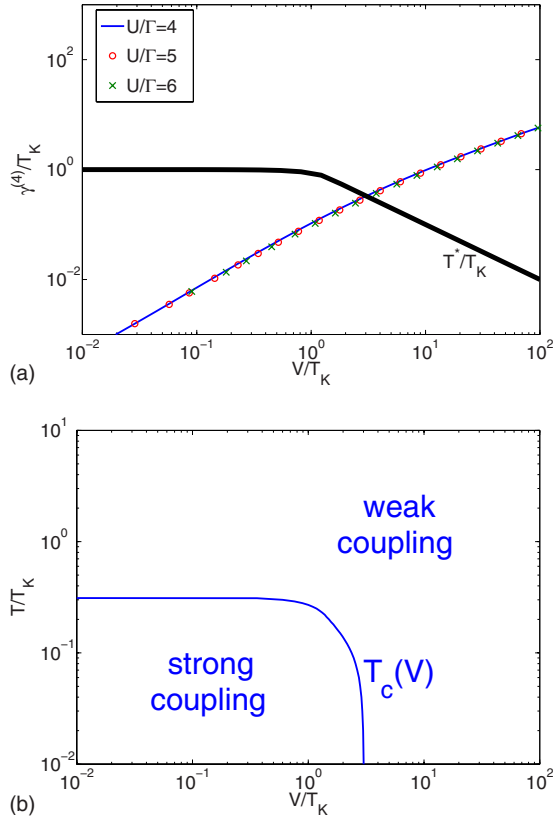 U/Γ=4
U/Γ=5
U/Γ=6
10^2
10^0
10^-2
γ^(4)/T_K
T^*/T_K
10^-2 10^-1 10^0 10^1 10^2
V/T_K
(a)
10^1
10^0
10^-1
10^-2
T/T_K
weak
coupling
strong
coupling
T_c(V)
10^-2 10^-1 10^0 10^1 10^2
V/T_K
(b)